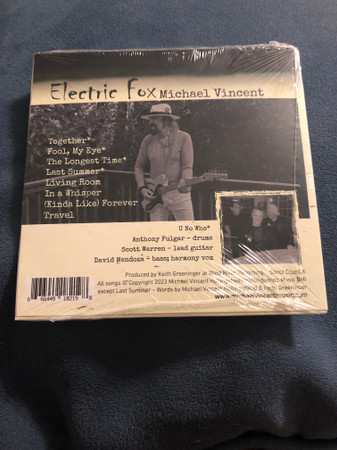 Electric Fox Michael Vincent
Together*
Fool, My Eye*
The Longest Time*
Last Summer*
Living Room
In a Whisper
(Kinda Like) Forever
Travel
U No Who*
Anthony Fulgar - drums
Scott Warren - lead guitar
David Mendoza - bass, harmony vox
Produced by Keith Greeninger
All songs © Copyright 2023 Michael Vincent
except Last Summer - Words by Michael Vincent